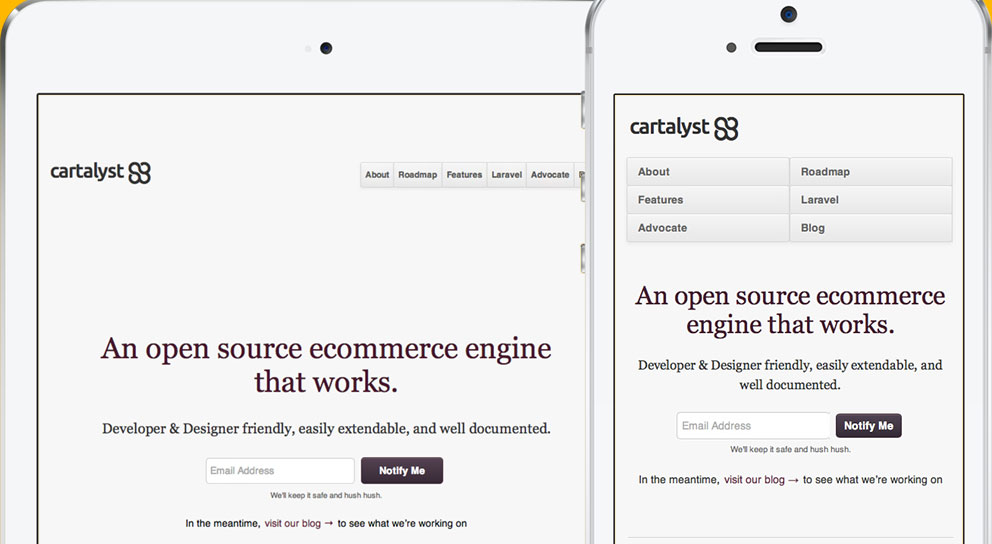 cartalyst
About Roadmap Features Laravel Advocate
An open source ecommerce engine
that works.
Developer & Designer friendly, easily extendable, and well documented.
Email Address Notify Me
We'll keep it safe and hush hush.
In the meantime, visit our blog → to see what we're working on
cartalyst
About Roadmap
Features Laravel
Advocate Blog
An open source ecommerce
engine that works.
Developer & Designer friendly, easily extendable, and
well documented.
Email Address Notify Me
We'll keep it safe and hush hush.
In the meantime, visit our blog → to see what we're working on